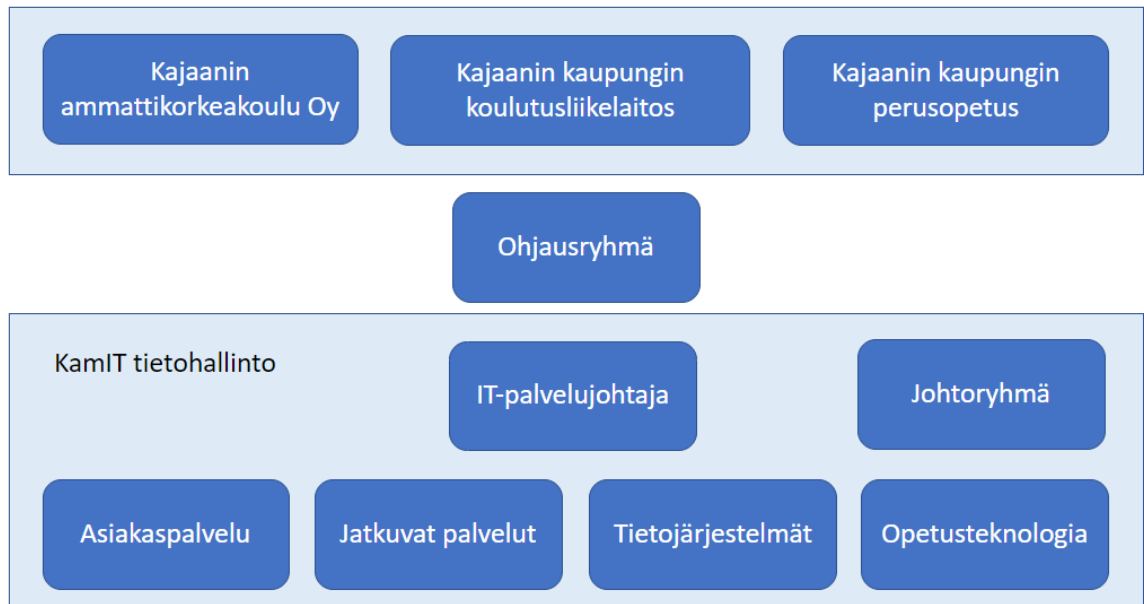 Kajaanin
ammattikorkeakoulu Oy
Kajaanin kaupungin
koulutusliikelaitos
Kajaanin kaupungin
perusopetus
Ohjausryhmä
KamIT tietohallinto
IT-palvelujohtaja
Johtoryhmä
Asiakaspalvelu
Jatkuvat palvelut
Tietojärjestelmät
Opetusteknologia